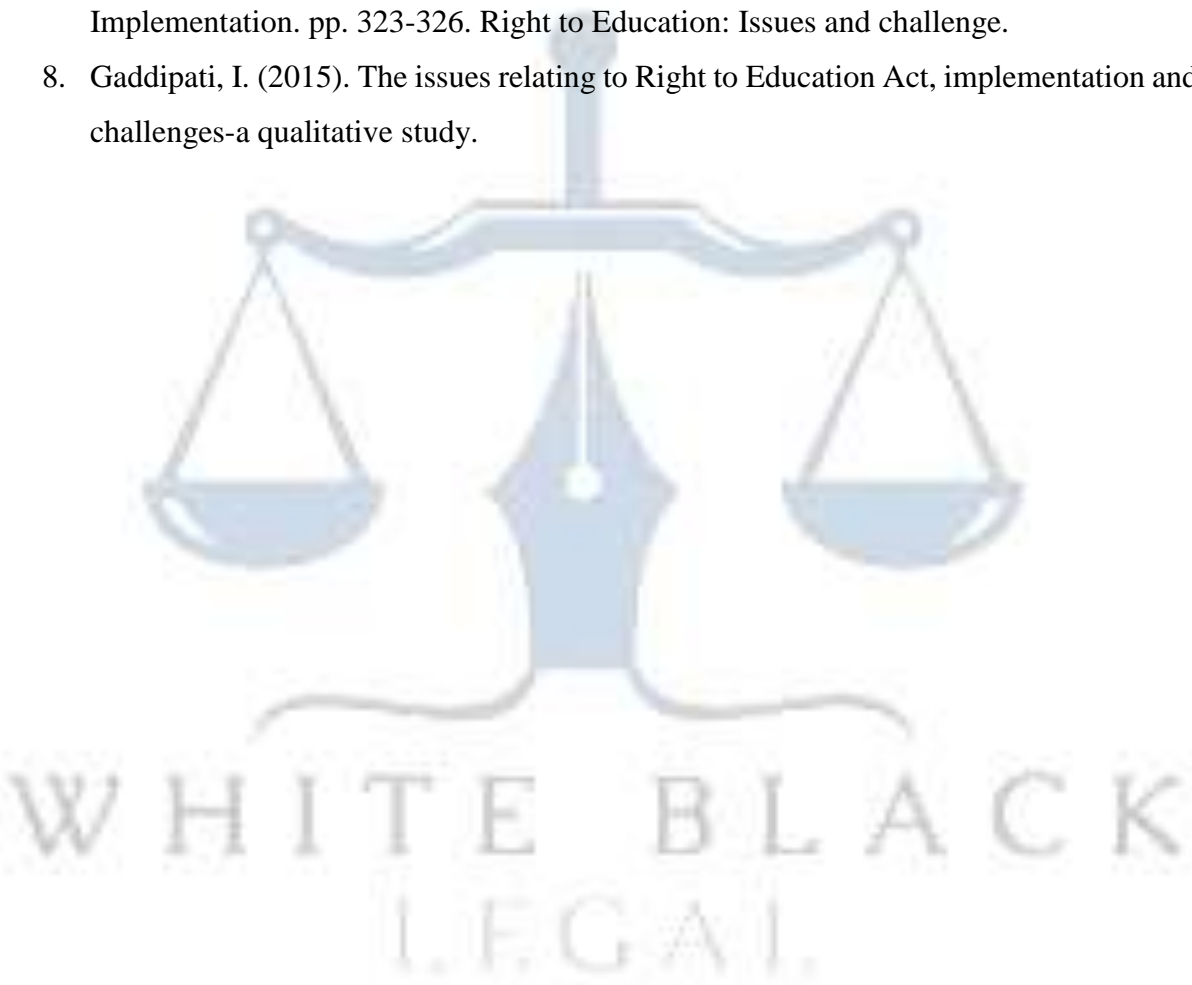 Implementation. pp. 323-326. Right to Education: Issues and challenge.
8. Gaddipati, I. (2015). The issues relating to Right to Education Act, implementation and
challenges-a qualitative study.
WHITE BLACK
LEGAL